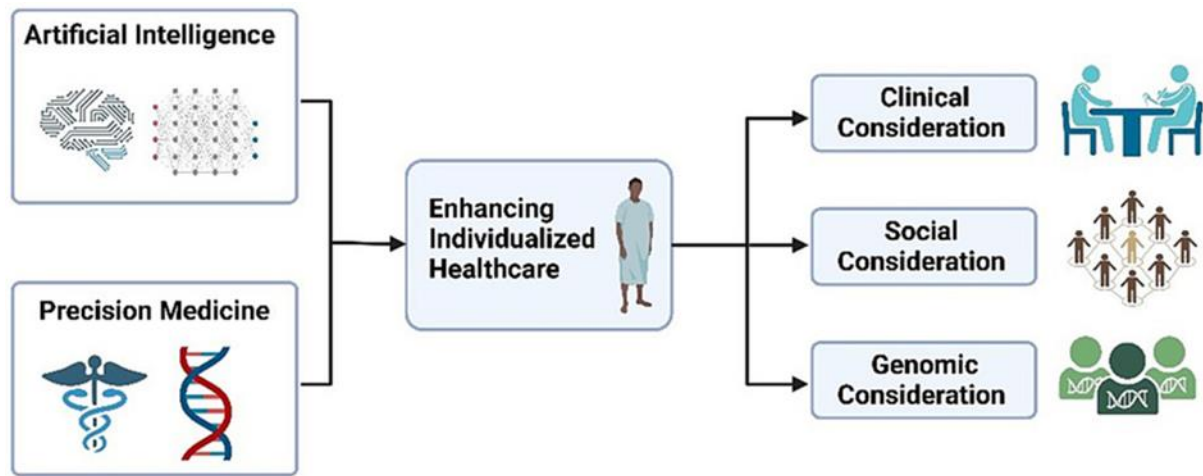 Artificial Intelligence
Precision Medicine
Enhancing
Individualized
Healthcare
Clinical
Consideration
Social
Consideration
Genomic
Consideration